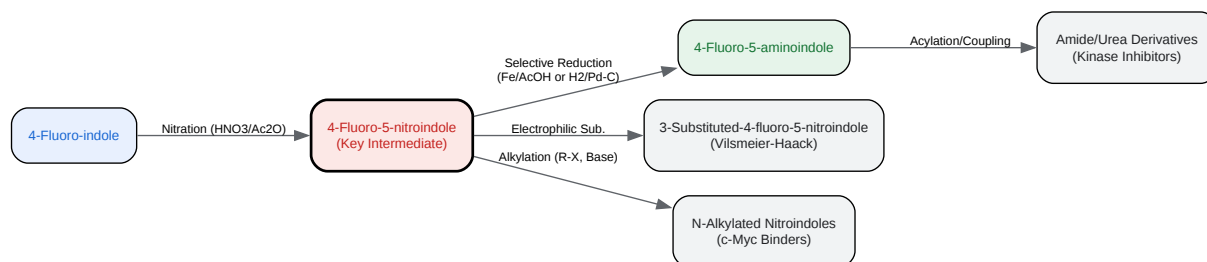 4-Fluoro-indole
Nitration (HNO3/Ac2O)
4-Fluoro-5-nitroindole
(Key Intermediate)
Selective Reduction
(Fe/AcOH or H2/Pd-C)
4-Fluoro-5-aminoindole
Acylation/Coupling
Amide/Urea Derivatives
(Kinase Inhibitors)
Electrophilic Sub.
3-Substituted-4-fluoro-5-nitroindole
(Vilsmeier-Haack)
Alkylation (R-X, Base)
N-Alkylated Nitroindoles
(c-Myc Binders)